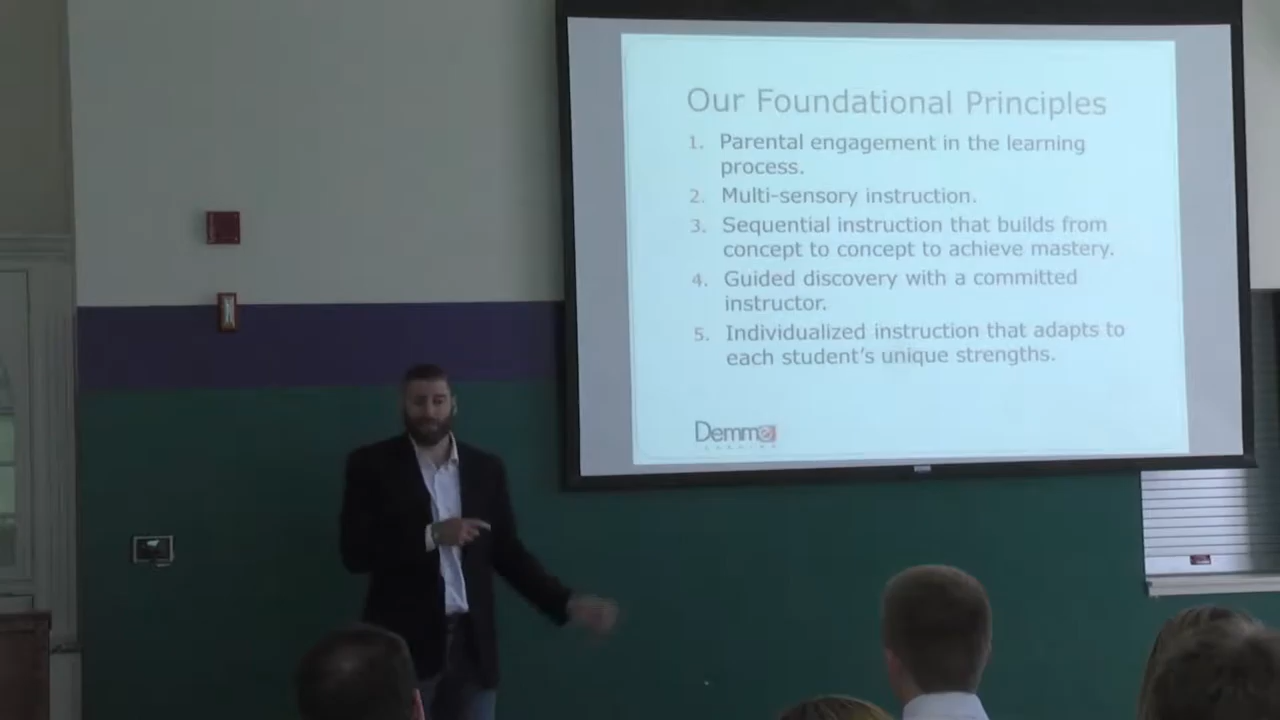 Our Foundational Principles
1. Parental engagement in the learning
process.
2. Multi-sensory instruction.
3. Sequential instruction that builds from
concept to concept to achieve mastery.
4. Guided discovery with a committed
instructor.
5. Individualized instruction that adapts to
each student's unique strengths.
Demme